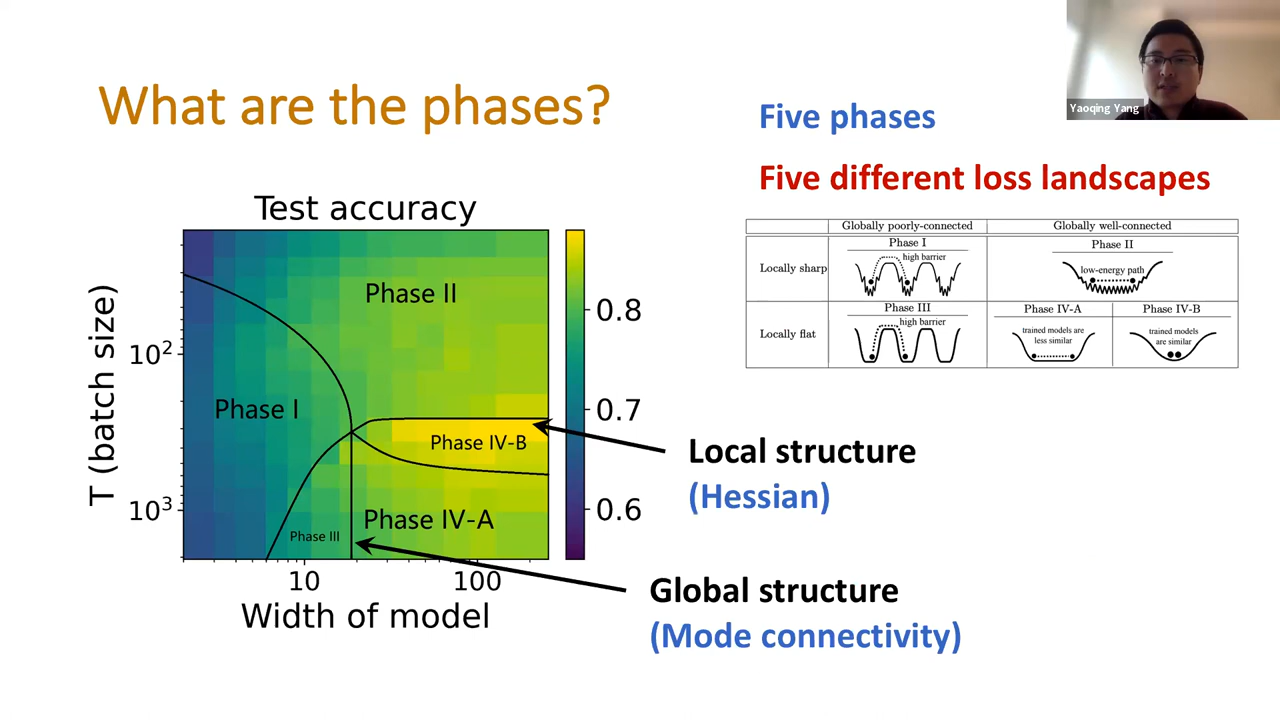 What are the phases?
Five phases
Five different loss landscapes
Yaoqing Yang
Test accuracy
T (batch size)
10²
10³
Phase I
Phase II
Phase III
Phase IV-A
Phase IV-B
10
100
Width of model
0.8
0.7
0.6
Globally poorly-connected
Globally well-connected
Locally sharp
Phase I
high barrier
Phase II
low-energy path
Locally flat
Phase III
high barrier
Phase IV-A
trained models are
less similar
Phase IV-B
trained models
are similar
Local structure
(Hessian)
Global structure
(Mode connectivity)